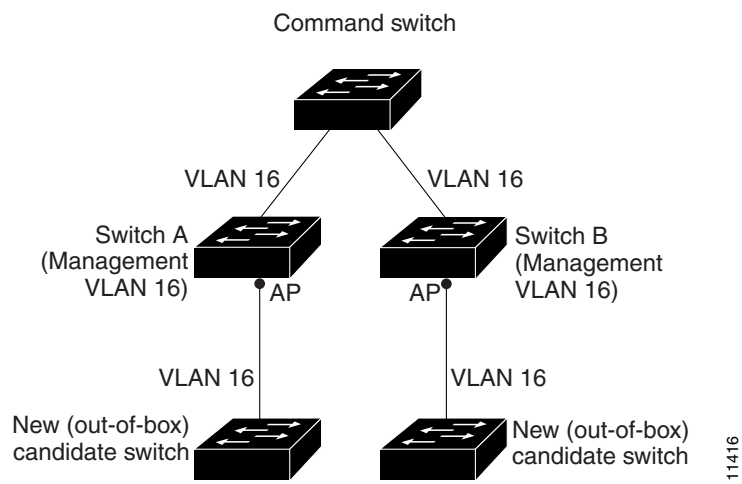 Command switch
VLAN 16
VLAN 16
Switch A
(Management
VLAN 16)
Switch B
(Management
VLAN 16)
AP
AP
VLAN 16
VLAN 16
New (out-of-box)
candidate switch
New (out-of-box)
candidate switch
11416